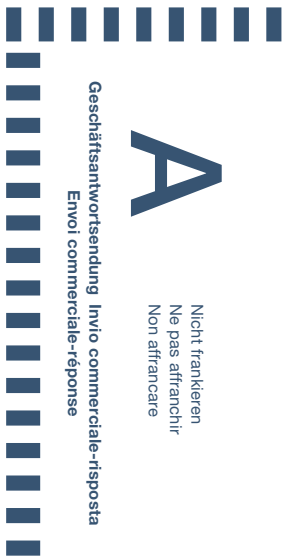 A
Nicht frankieren
Ne pas affranchir
Non affrancare
Geschäftsantwortsendung Invio commerciale-risposta
Envoi commerciale-réponse